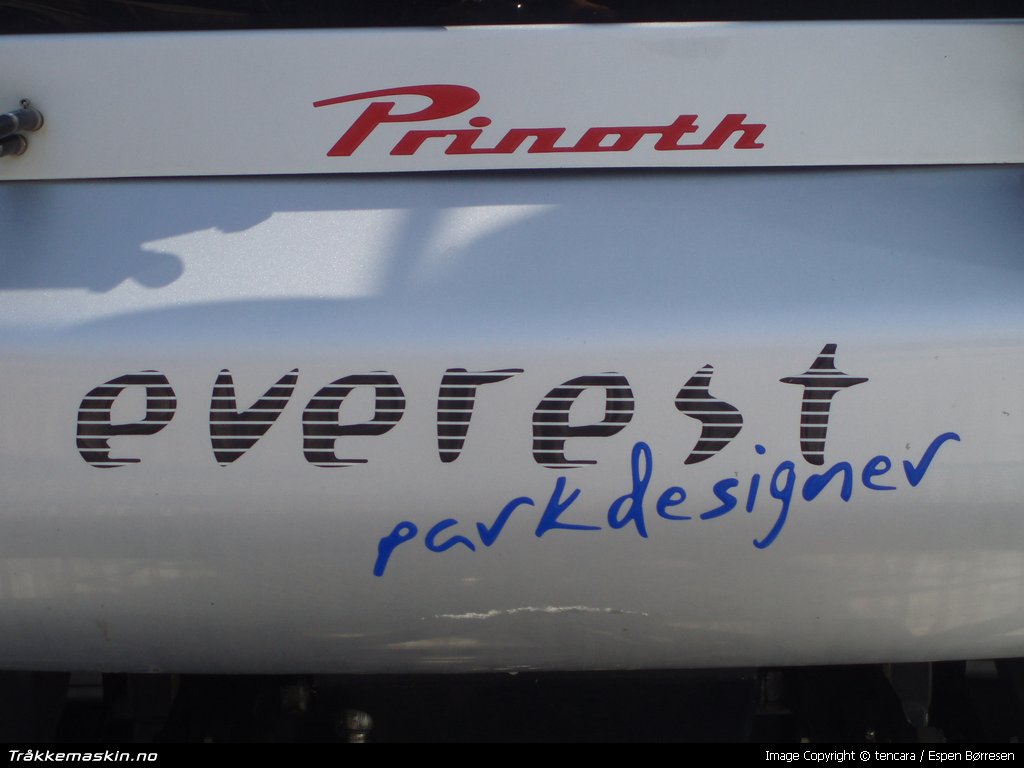 Prinoth
everest
parkdesigner
Tråkkemaskin.no
Image Copyright © tencara / Espen Børresen